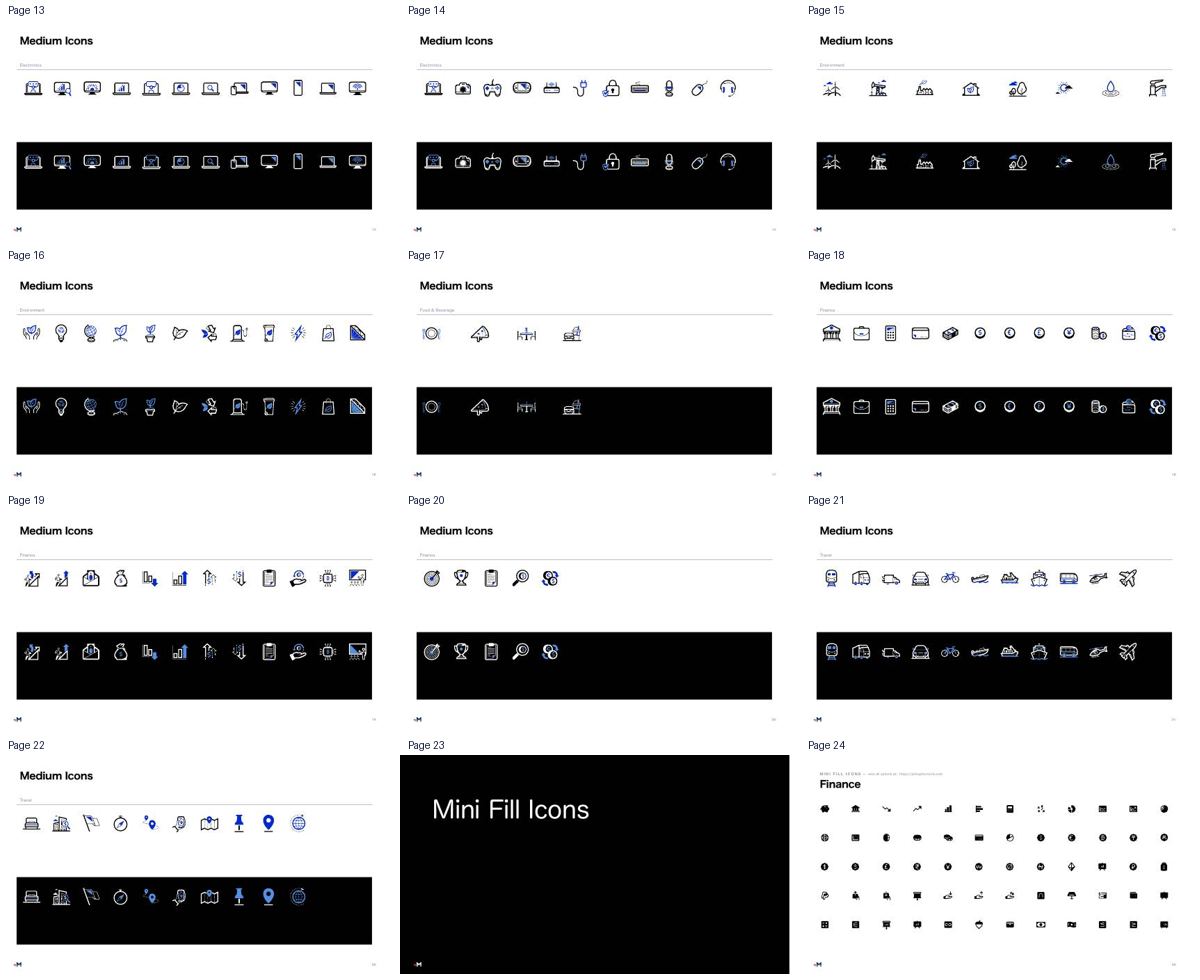 Page 13
Page 14
Page 15
Medium Icons
Medium Icons
Medium Icons
Electronics
Electronics
Environment
M
M
M
Page 16
Page 17
Page 18
Medium Icons
Medium Icons
Medium Icons
Environment
Food & Beverage
Finance
M
M
M
Page 19
Page 20
Page 21
Medium Icons
Medium Icons
Medium Icons
Finance
Finance
Travel
M
M
M
Page 22
Page 23
Page 24
Medium Icons
Travel
Mini Fill Icons
MINI FILL ICONS
Finance
M
M
M